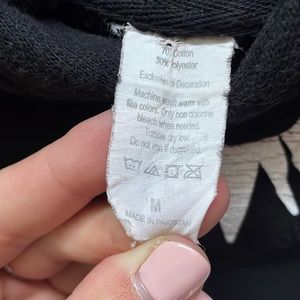 70% Cotton
30% Polyester
Exclusive of Decoration
Machine wash warm with
like colors. Only non chlorine
bleach when needed.
Tumble dry low.
Do not iron if decorated.
M
MADE IN PAKISTAN